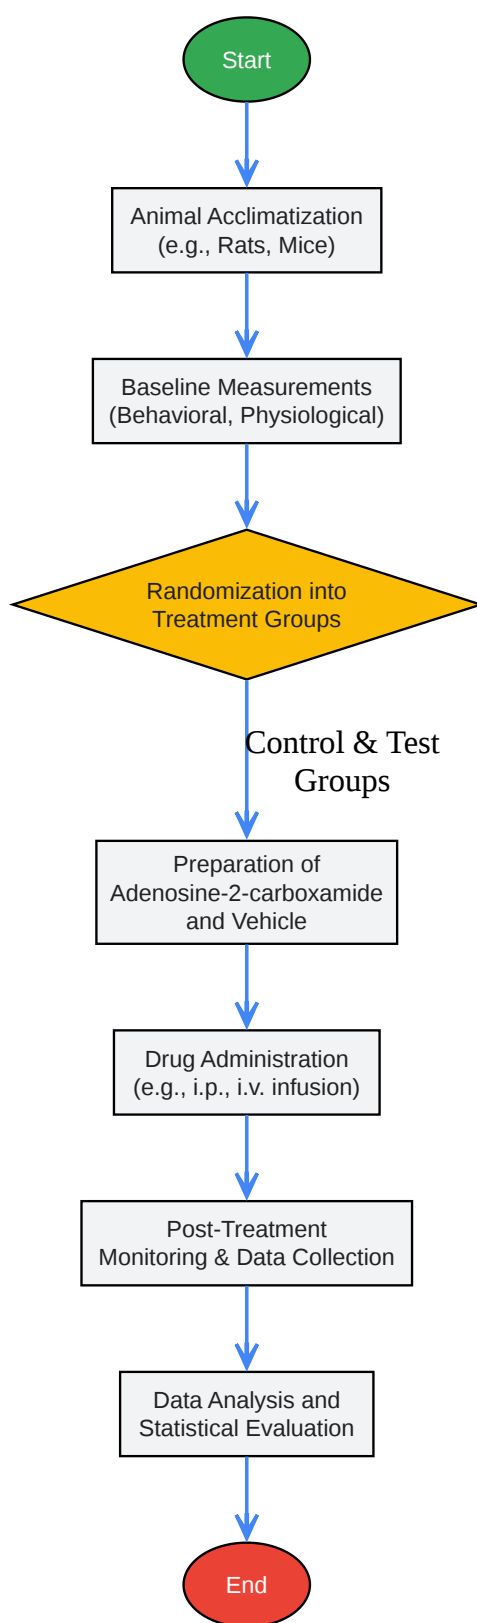 Start
Animal Acclimatization
(e.g., Rats, Mice)
Baseline Measurements
(Behavioral, Physiological)
Randomization into
Treatment Groups
Control & Test
Groups
Preparation of
Adenosine-2-carboxamide
and Vehicle
Drug Administration
(e.g., i.p., i.v. infusion)
Post-Treatment
Monitoring & Data Collection
Data Analysis and
Statistical Evaluation
End